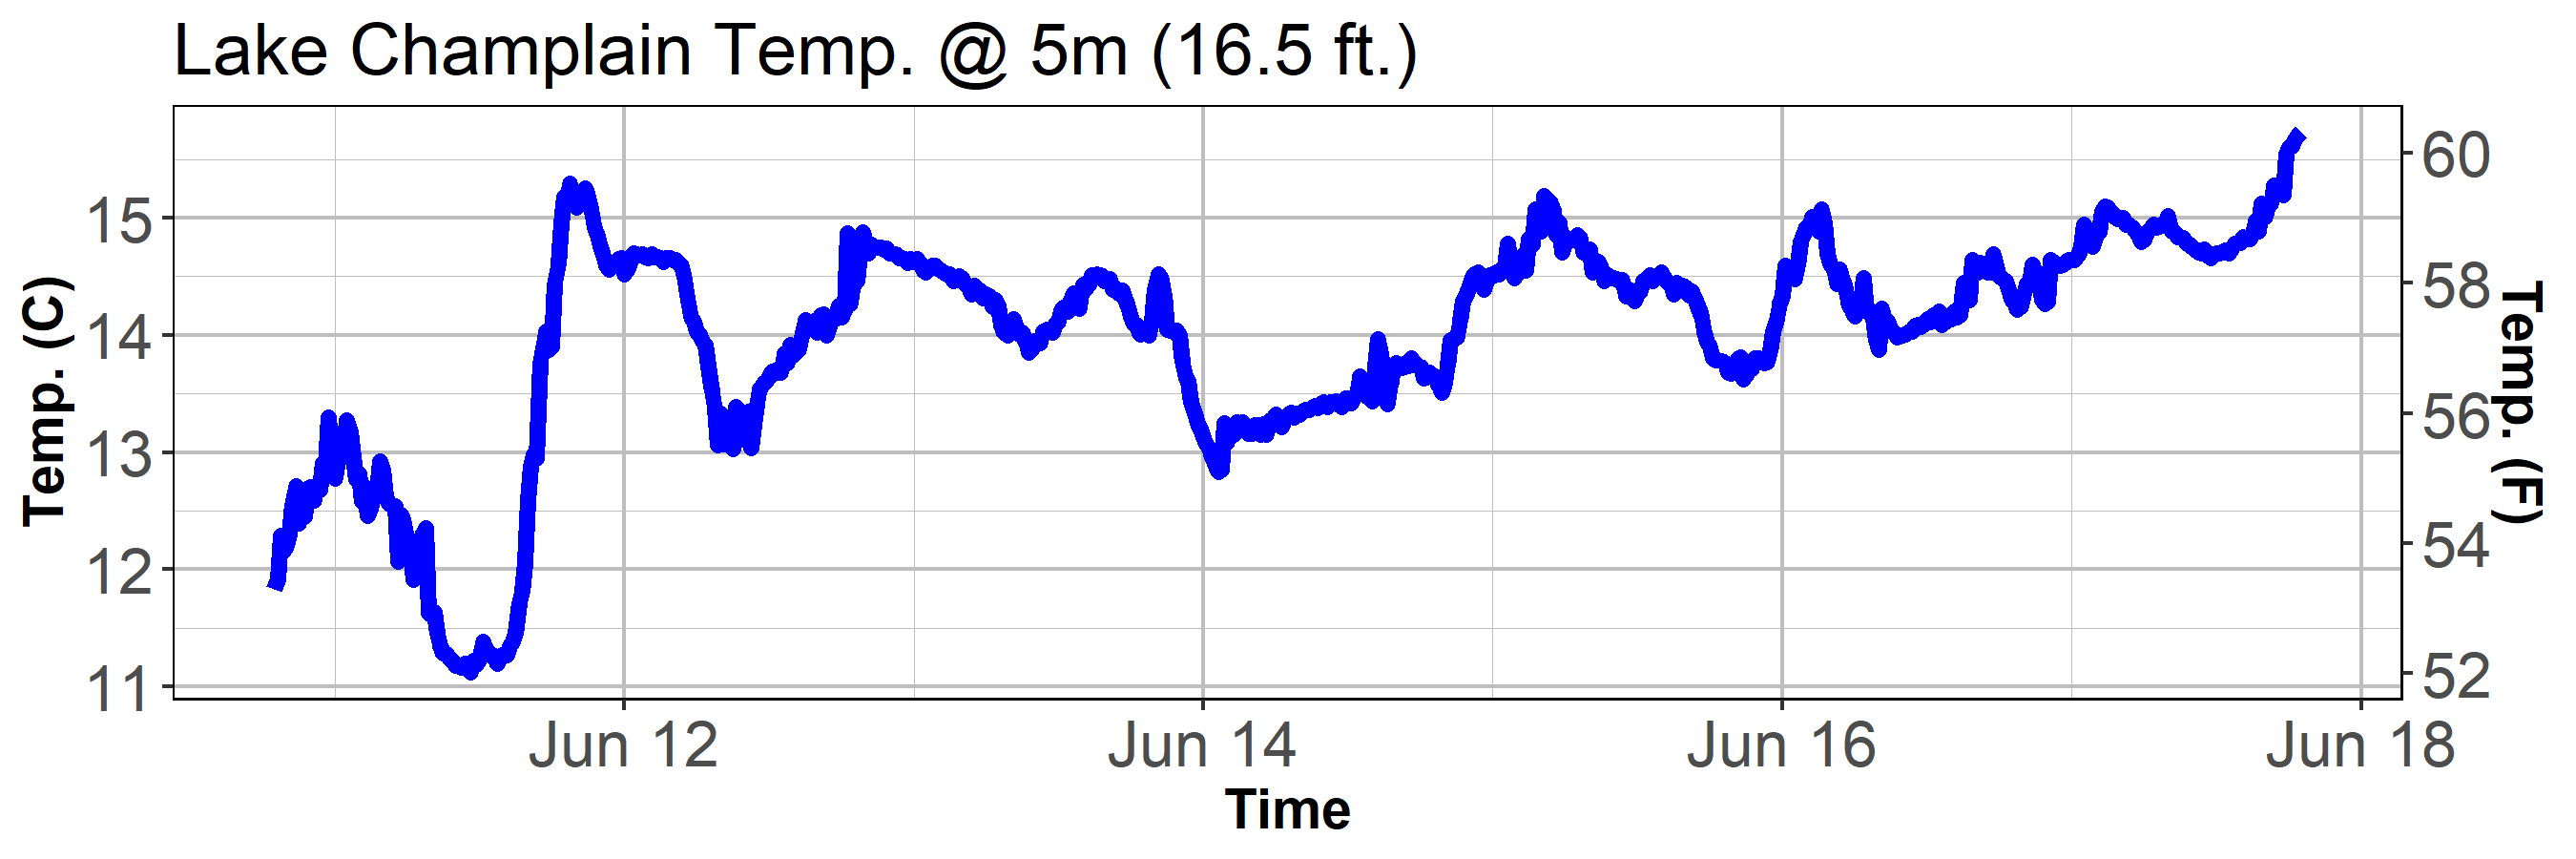 Lake Champlain Temp. @ 5m (16.5 ft.)
Temp. (C)
15
14
13
12
11
60
58
56
54
52
Temp. (F)
Jun 12 Jun 14 Jun 16 Jun 18
Time